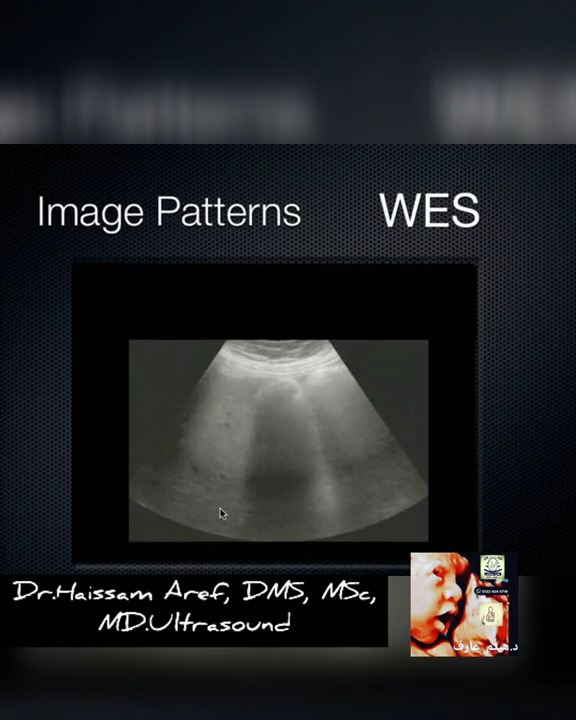 Image Patterns WES
Dr.Haissam Aref, DMS, MSc,
MD.Ultrasound
د.هيثم عارف